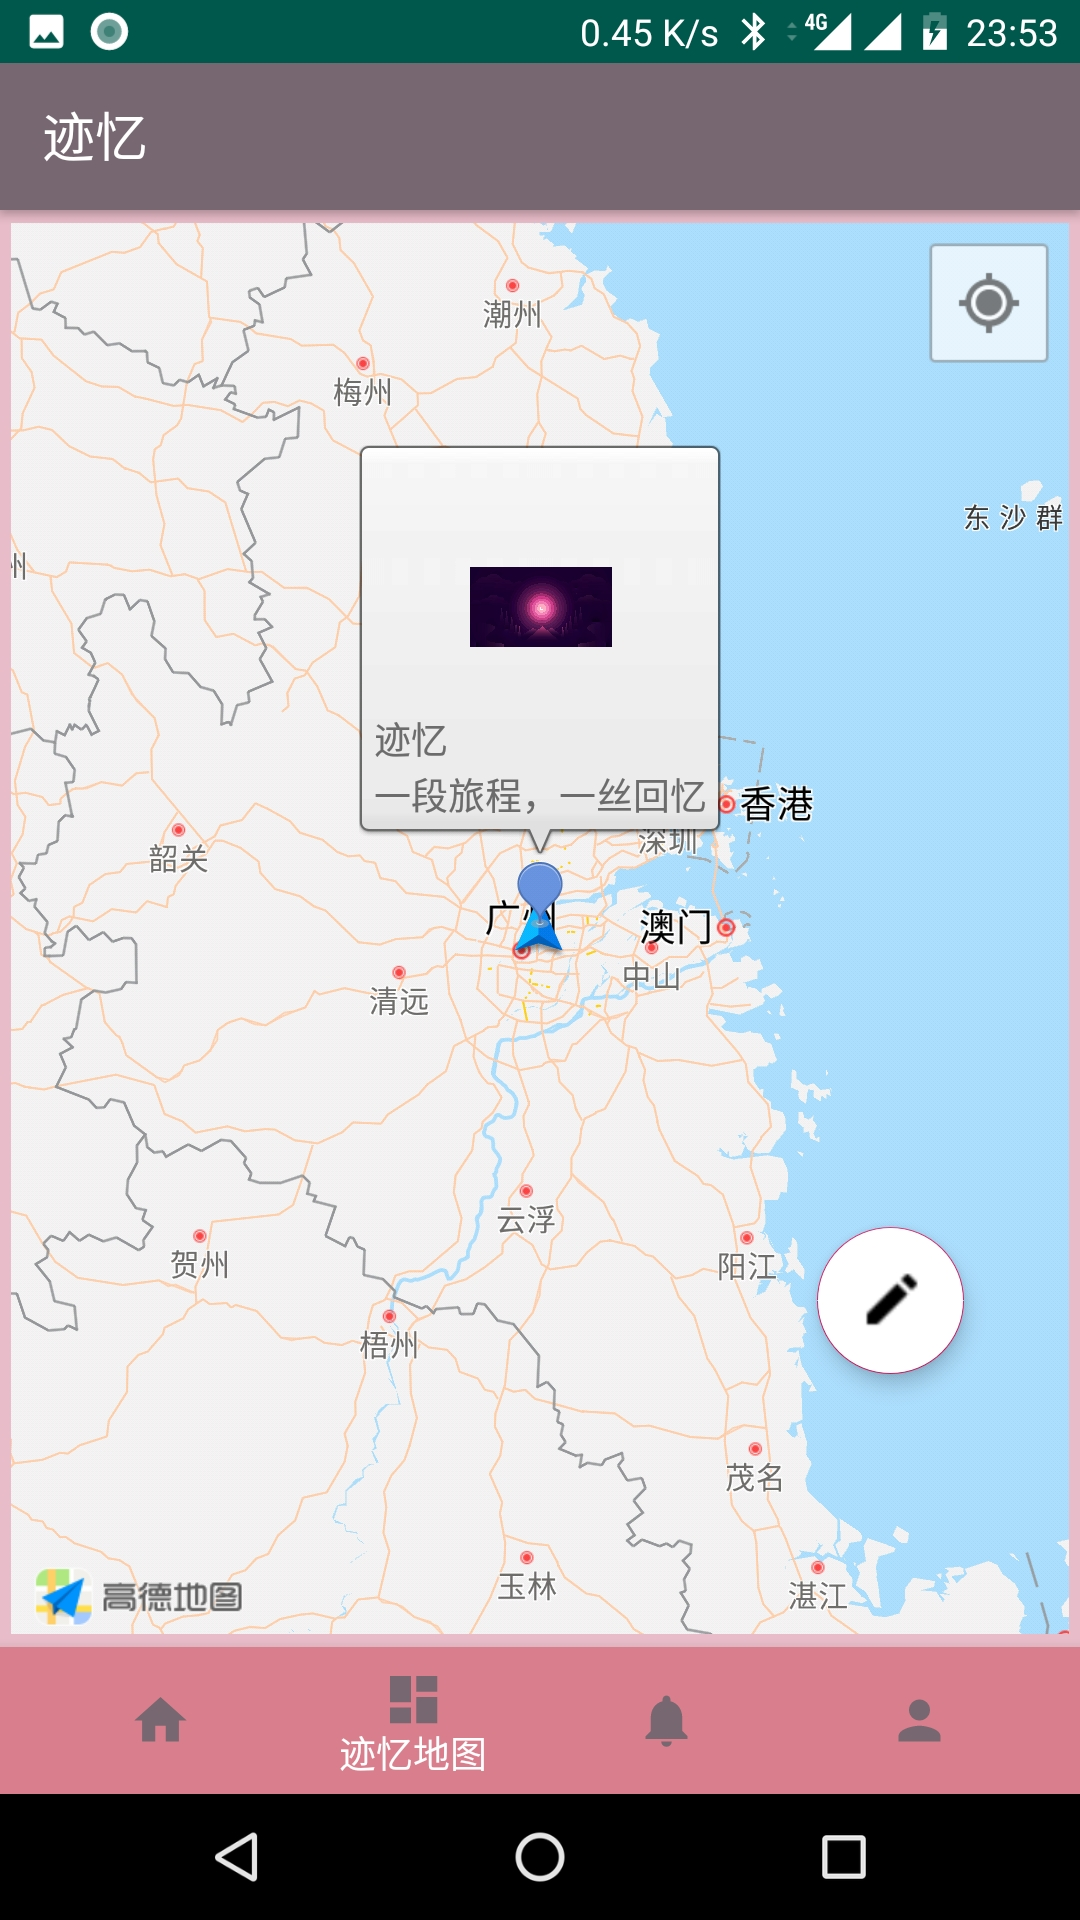 0.45 K/s 4G 23:53
迹忆
潮州
梅州
东沙群
州
迹忆
一段旅程，一丝回忆
香港
深圳
韶关
广州
澳门
中山
清远
云浮
贺州
阳江
梧州
茂名
玉林
湛江
高德地图
迹忆地图